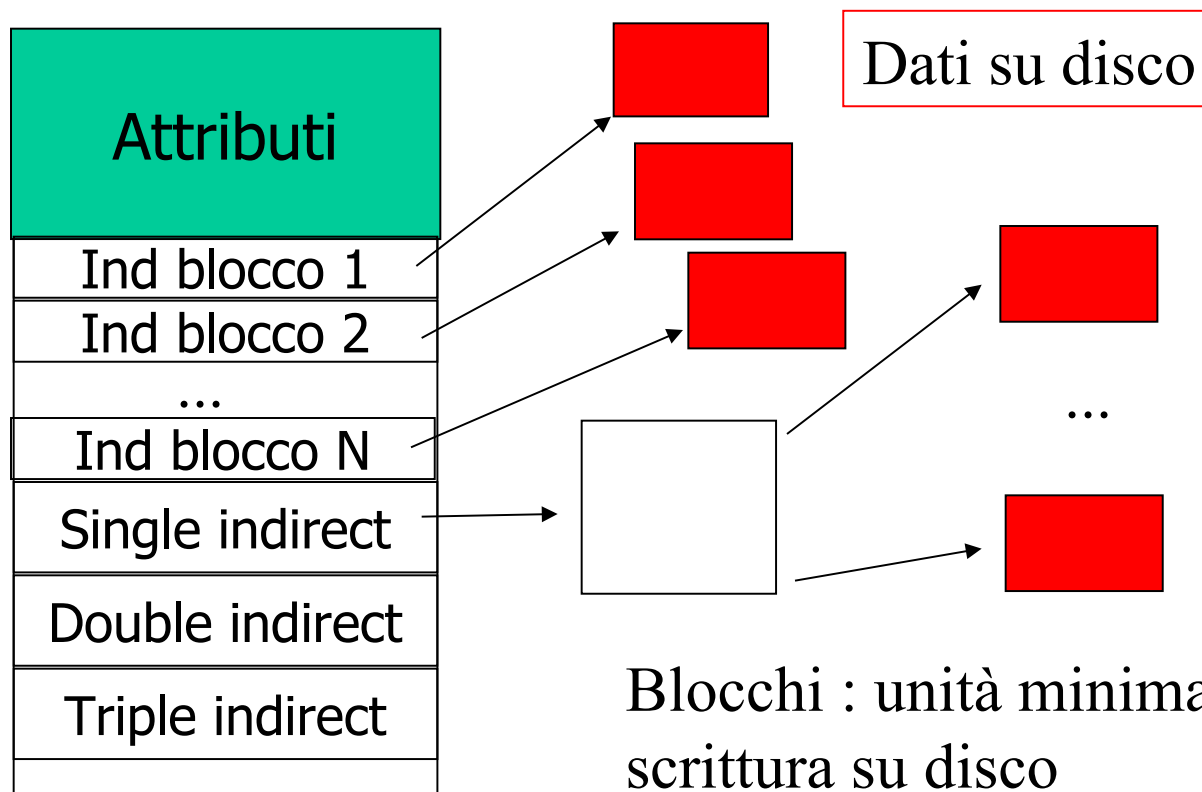 Dati su disco
Attributi
Ind blocco 1
Ind blocco 2
...
Ind blocco N
Single indirect
Double indirect
Triple indirect
...
Blocchi : unità minima
scrittura su disco